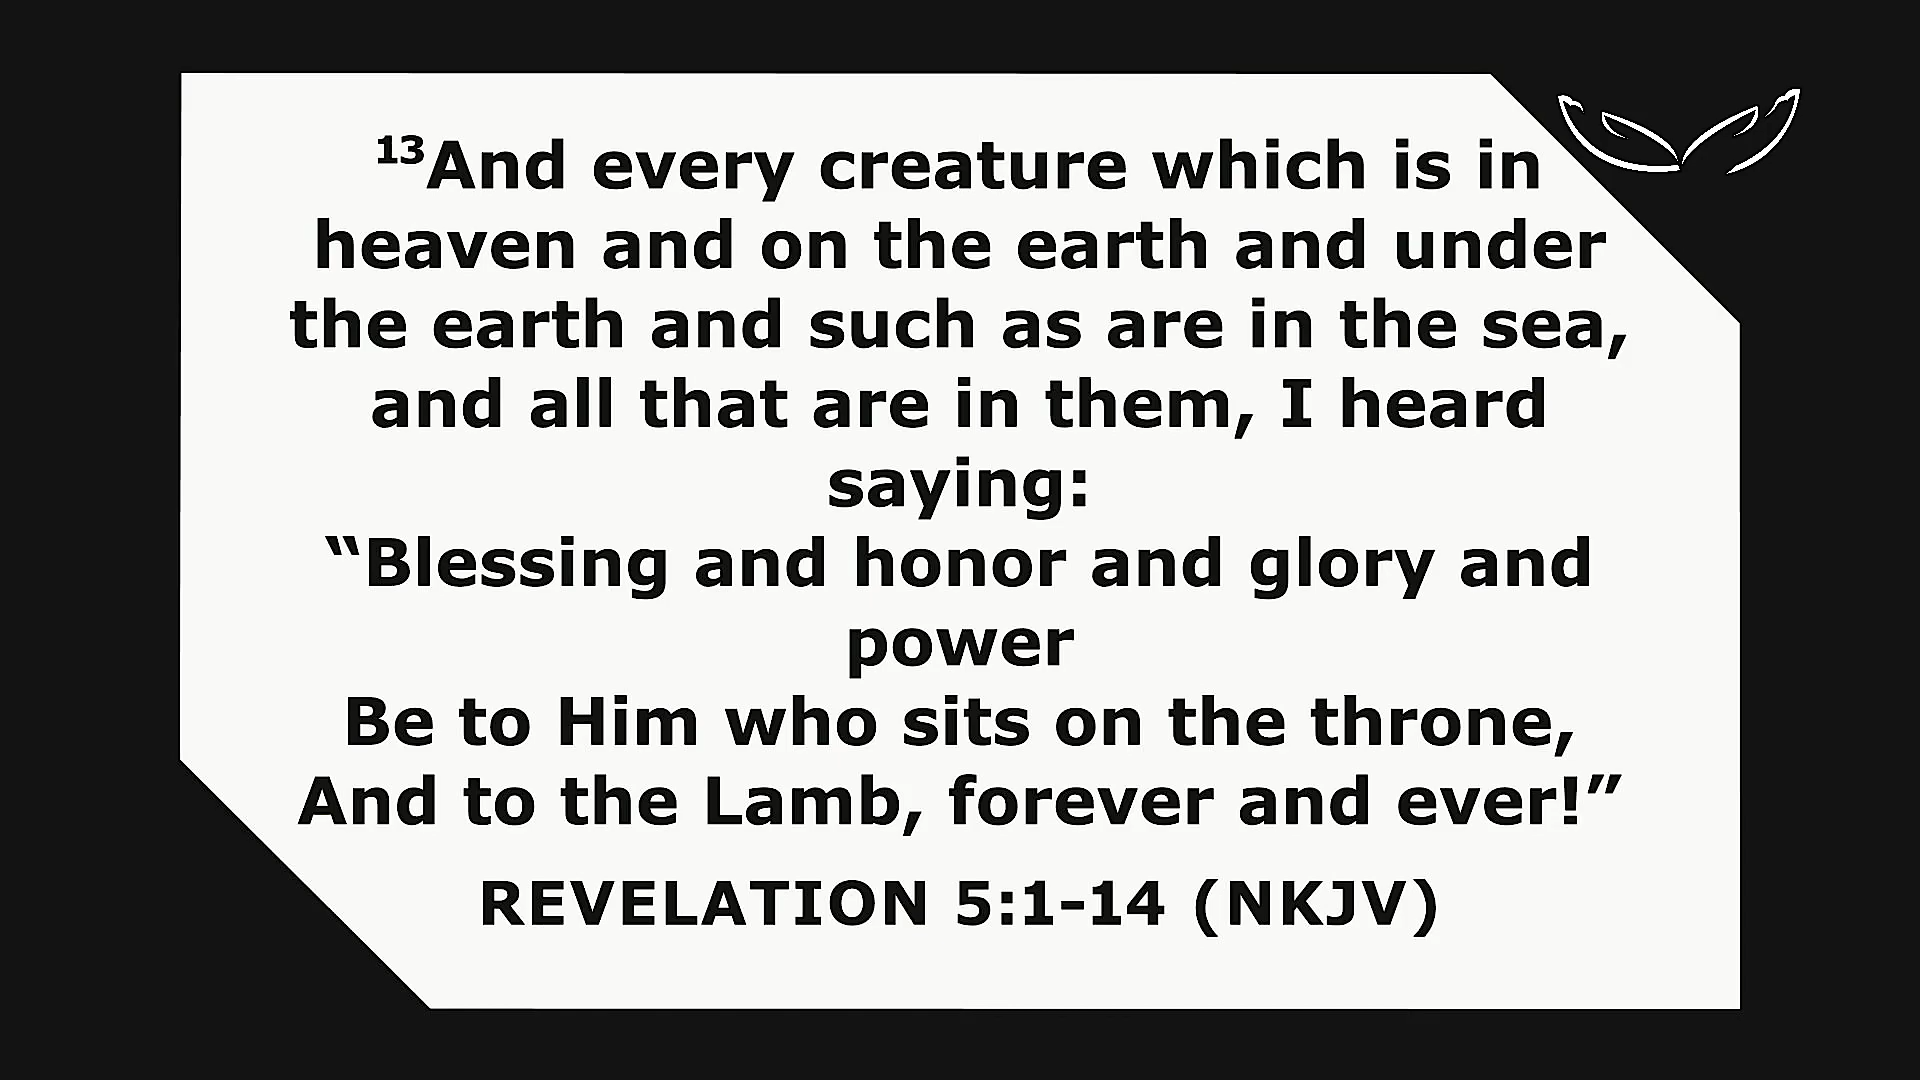 ¹³And every creature which is in
heaven and on the earth and under
the earth and such as are in the sea,
and all that are in them, I heard
saying:
“Blessing and honor and glory and
power
Be to Him who sits on the throne,
And to the Lamb, forever and ever!”
REVELATION 5:1-14 (NKJV)